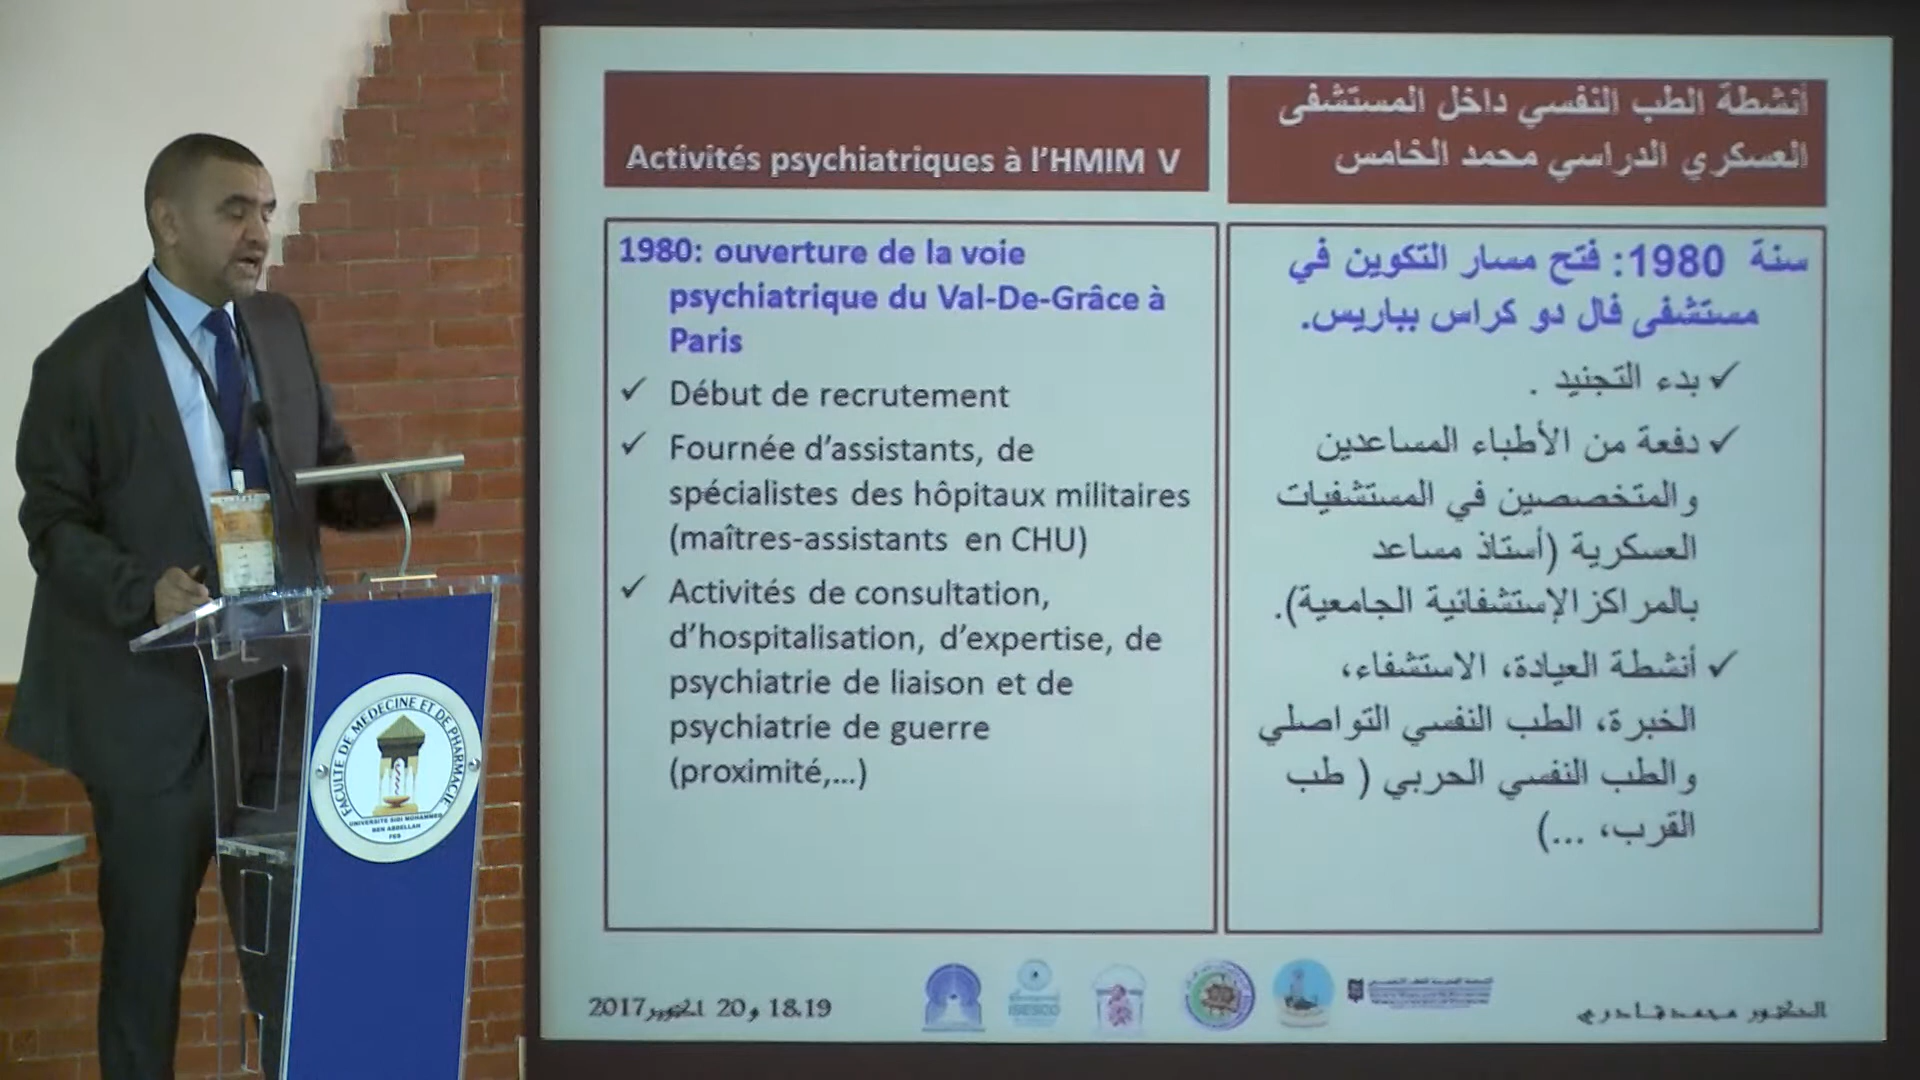 Activités psychiatriques à l’HMIM V
أنشطة الطب النفسي داخل المستشفى
العسكري الدراسي محمد الخامس
1980: ouverture de la voie
psychiatrique du Val-De-Grâce à
Paris
✓ Début de recrutement
✓ Fournée d’assistants, de
spécialistes des hôpitaux militaires
(maîtres-assistants en CHU)
✓ Activités de consultation,
d’hospitalisation, d’expertise, de
psychiatrie de liaison et de
psychiatrie de guerre
(proximité,...)
سنة 1980: فتح مسار التكوين في
مستشفى فال دو كراس بباريس.
✓ بدء التجنيد .
✓ دفعة من الأطباء المساعدين
والمتخصصين في المستشفيات
العسكرية (أستاذ مساعد
بالمراكز الإستشفائية الجامعية).
✓ أنشطة العيادة، الاستشفاء،
الخبرة، الطب النفسي التواصلي
والطب النفسي الحربي ( طب
القرب، ...)
18،19 و 20 اكتوبر 2017
ISESCO
الدكتور محمد قادري
FACULTE DE MEDECINE ET DE PHARMACIE
UNIVERSITE SIDI MOHAMMED
BEN ABDELLAH
FES